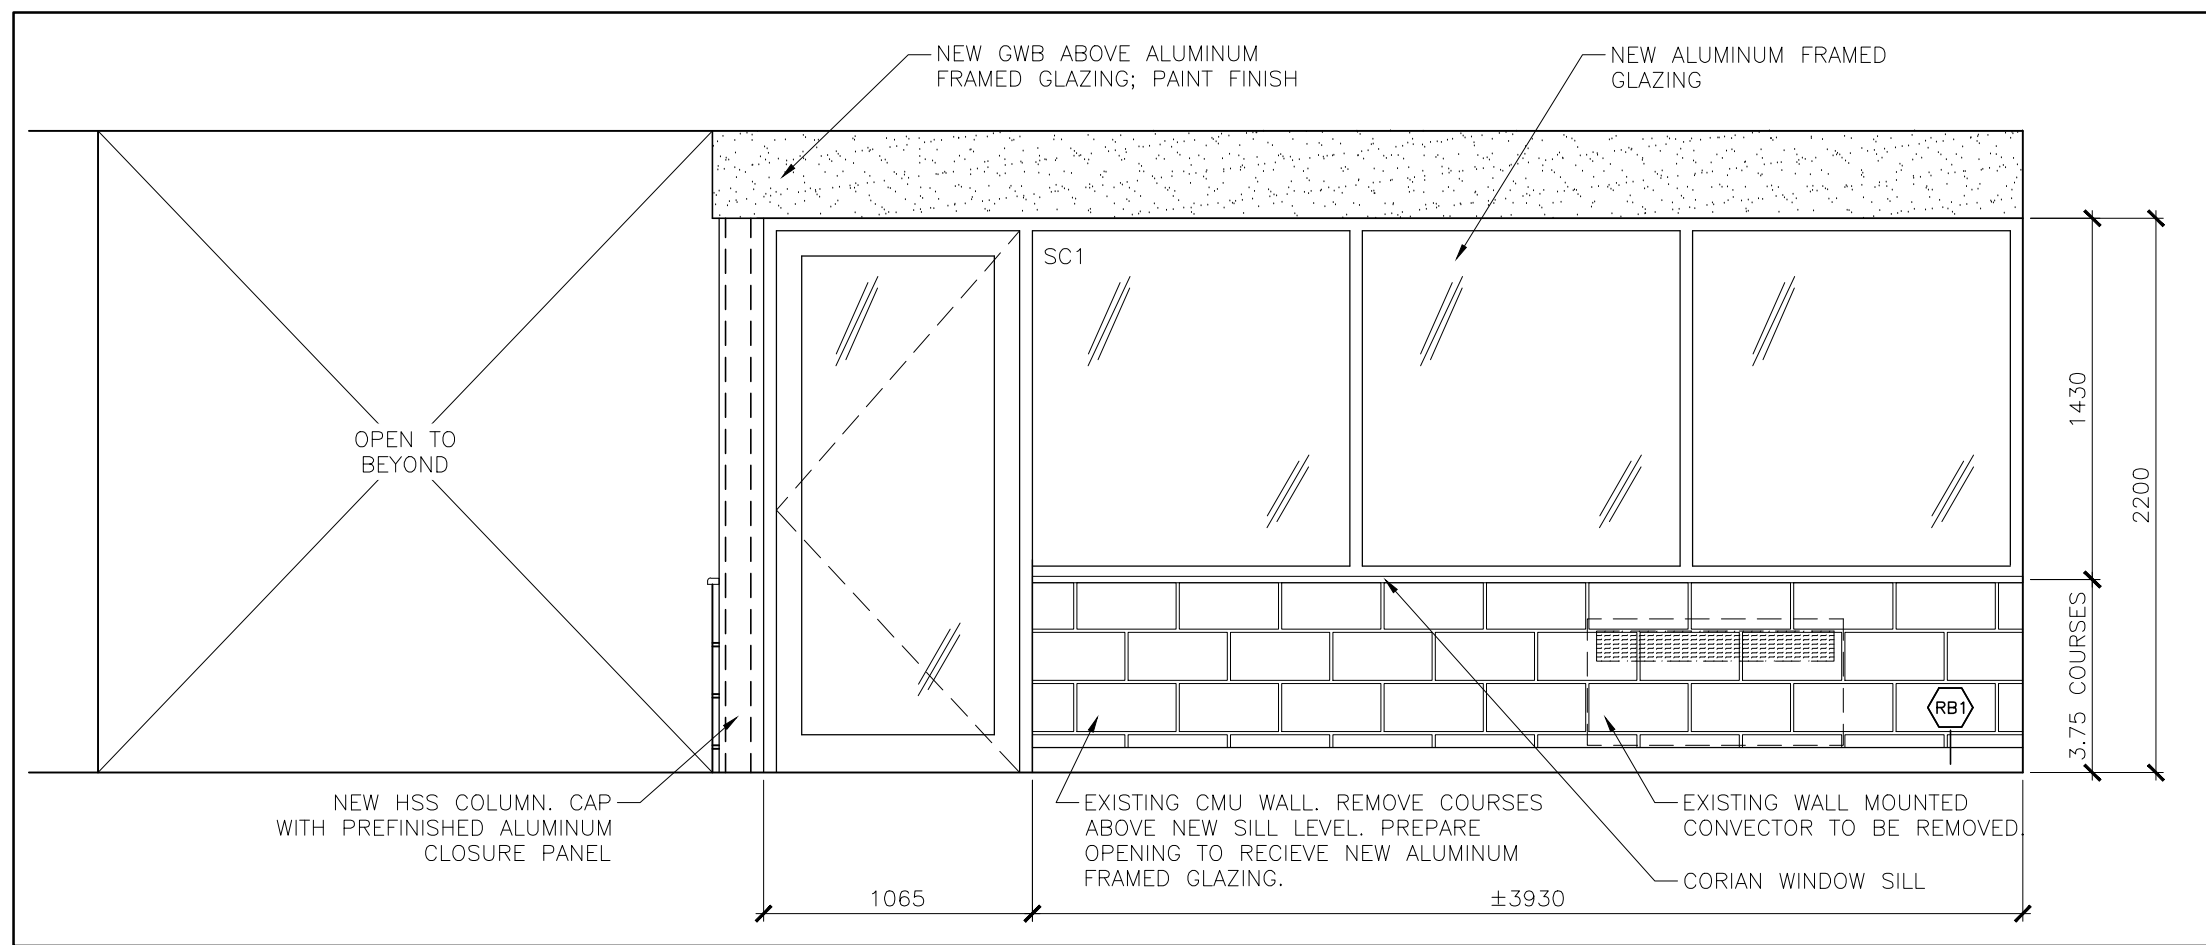 NEW GWB ABOVE ALUMINUM
FRAMED GLAZING; PAINT FINISH
NEW ALUMINUM FRAMED
GLAZING
SC1
OPEN TO
BEYOND
1430
2200
3.75 COURSES
RB1
NEW HSS COLUMN. CAP
WITH PREFINISHED ALUMINUM
CLOSURE PANEL
EXISTING CMU WALL. REMOVE COURSES
ABOVE NEW SILL LEVEL. PREPARE
OPENING TO RECIEVE NEW ALUMINUM
FRAMED GLAZING.
EXISTING WALL MOUNTED
CONVECTOR TO BE REMOVED.
CORIAN WINDOW SILL
1065
±3930